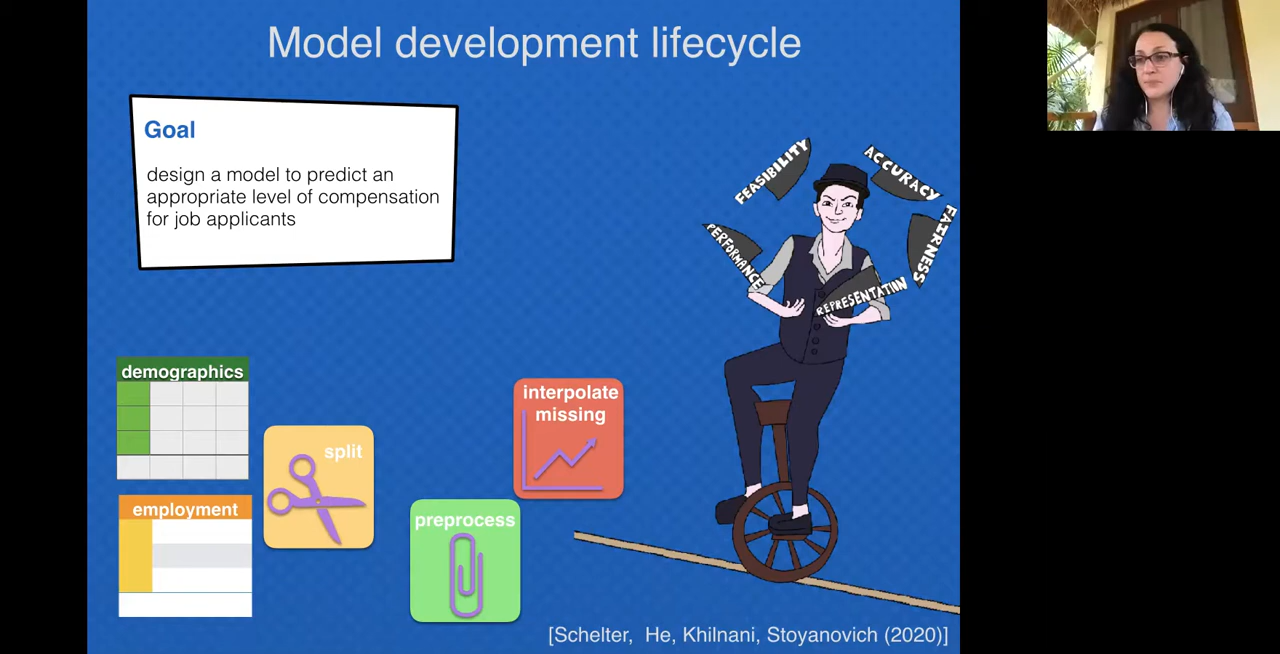 Model development lifecycle
Goal
design a model to predict an
appropriate level of compensation
for job applicants
FEASIBILITY
ACCURACY
FAIRNESS
PERFORMANCE
REPRESENTATION
demographics
employment
split
preprocess
interpolate
missing
[Schelter, He, Khilnani, Stoyanovich (2020)]